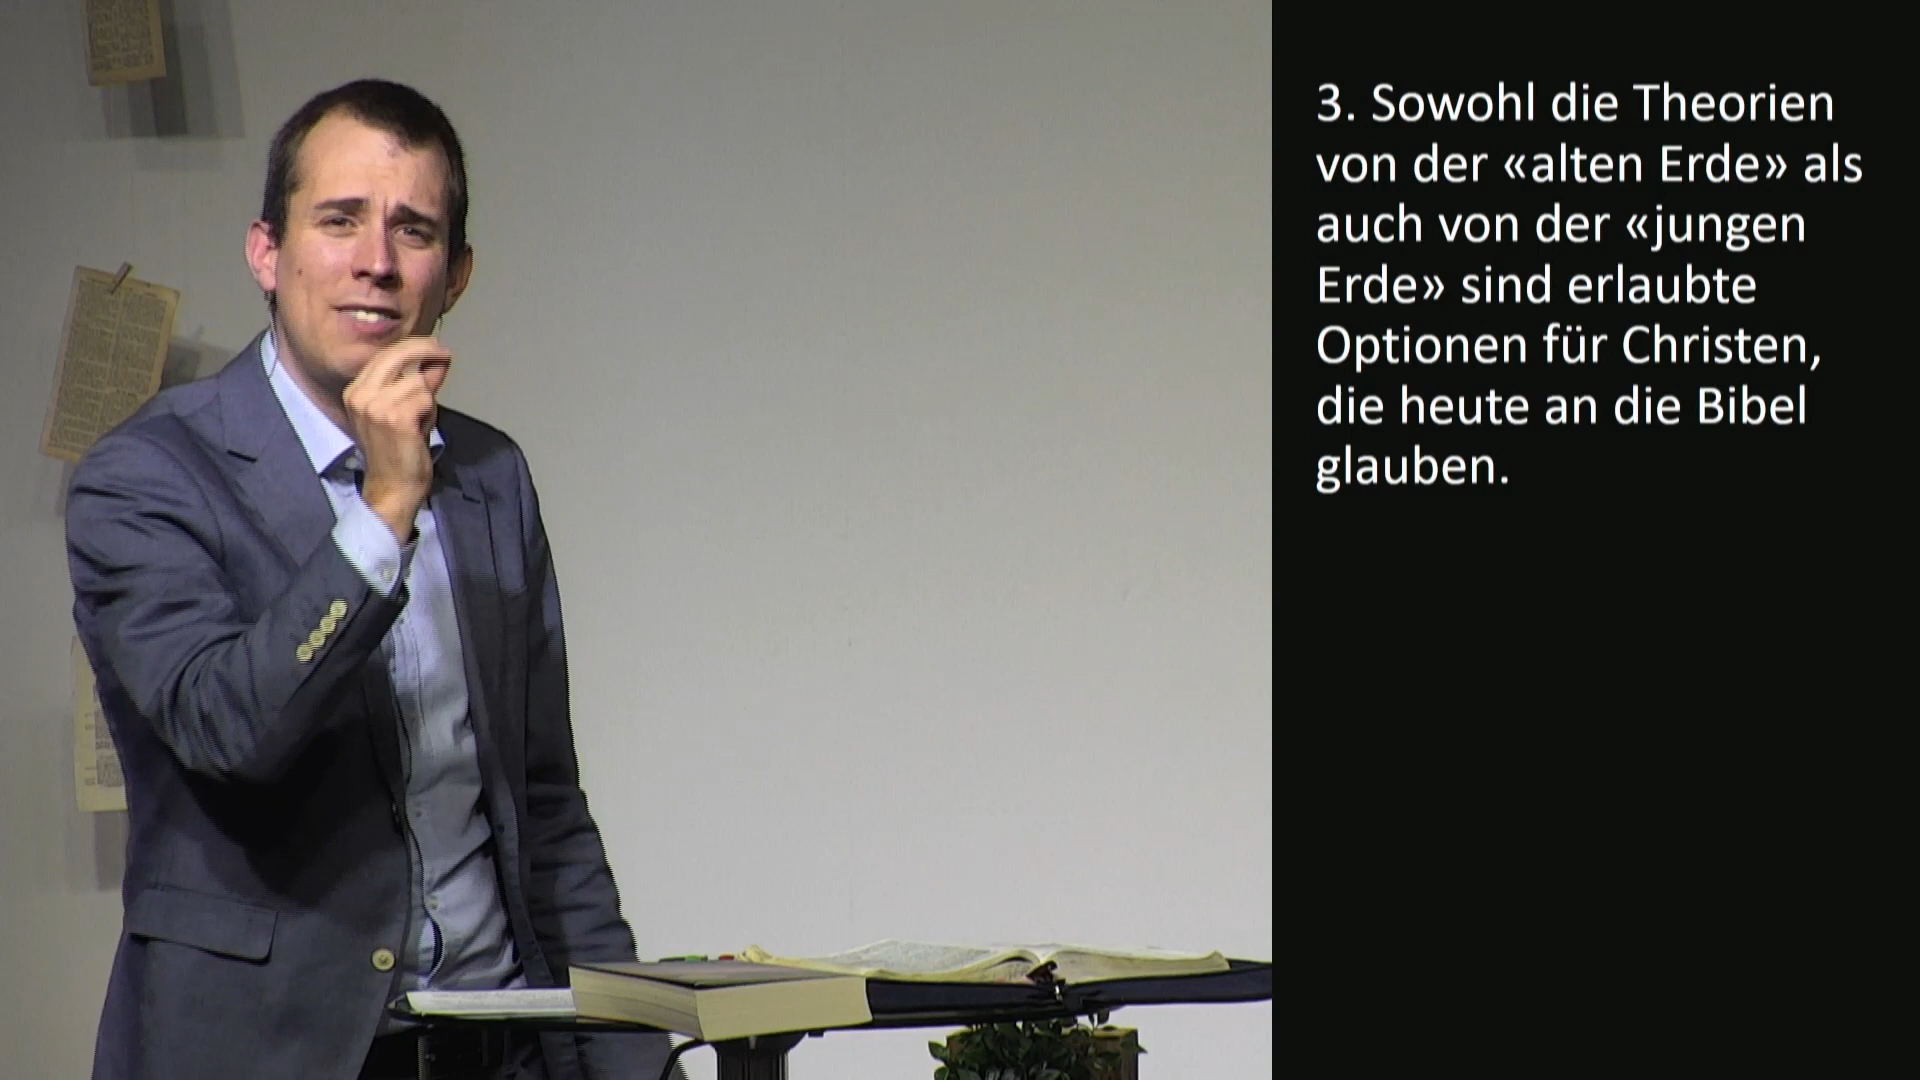 3. Sowohl die Theorien
von der «alten Erde» als
auch von der «jungen
Erde» sind erlaubte
Optionen für Christen,
die heute an die Bibel
glauben.